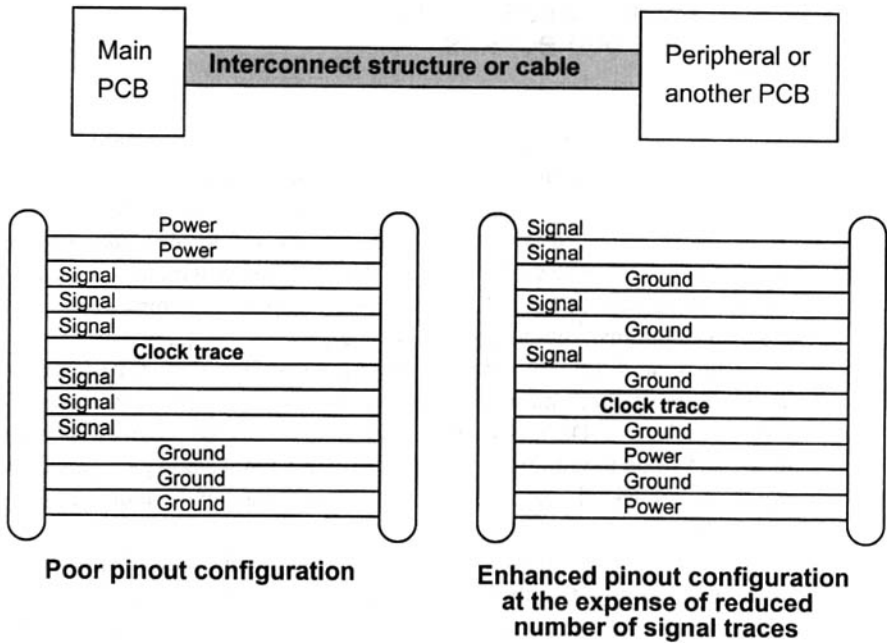 Main
PCB
Interconnect structure or cable
Peripheral or
another PCB
Power
Power
Signal
Signal
Signal
Clock trace
Signal
Signal
Signal
Ground
Ground
Ground
Poor pinout configuration
Signal
Signal
Ground
Signal
Ground
Signal
Ground
Clock trace
Ground
Power
Ground
Power
Enhanced pinout configuration
at the expense of reduced
number of signal traces